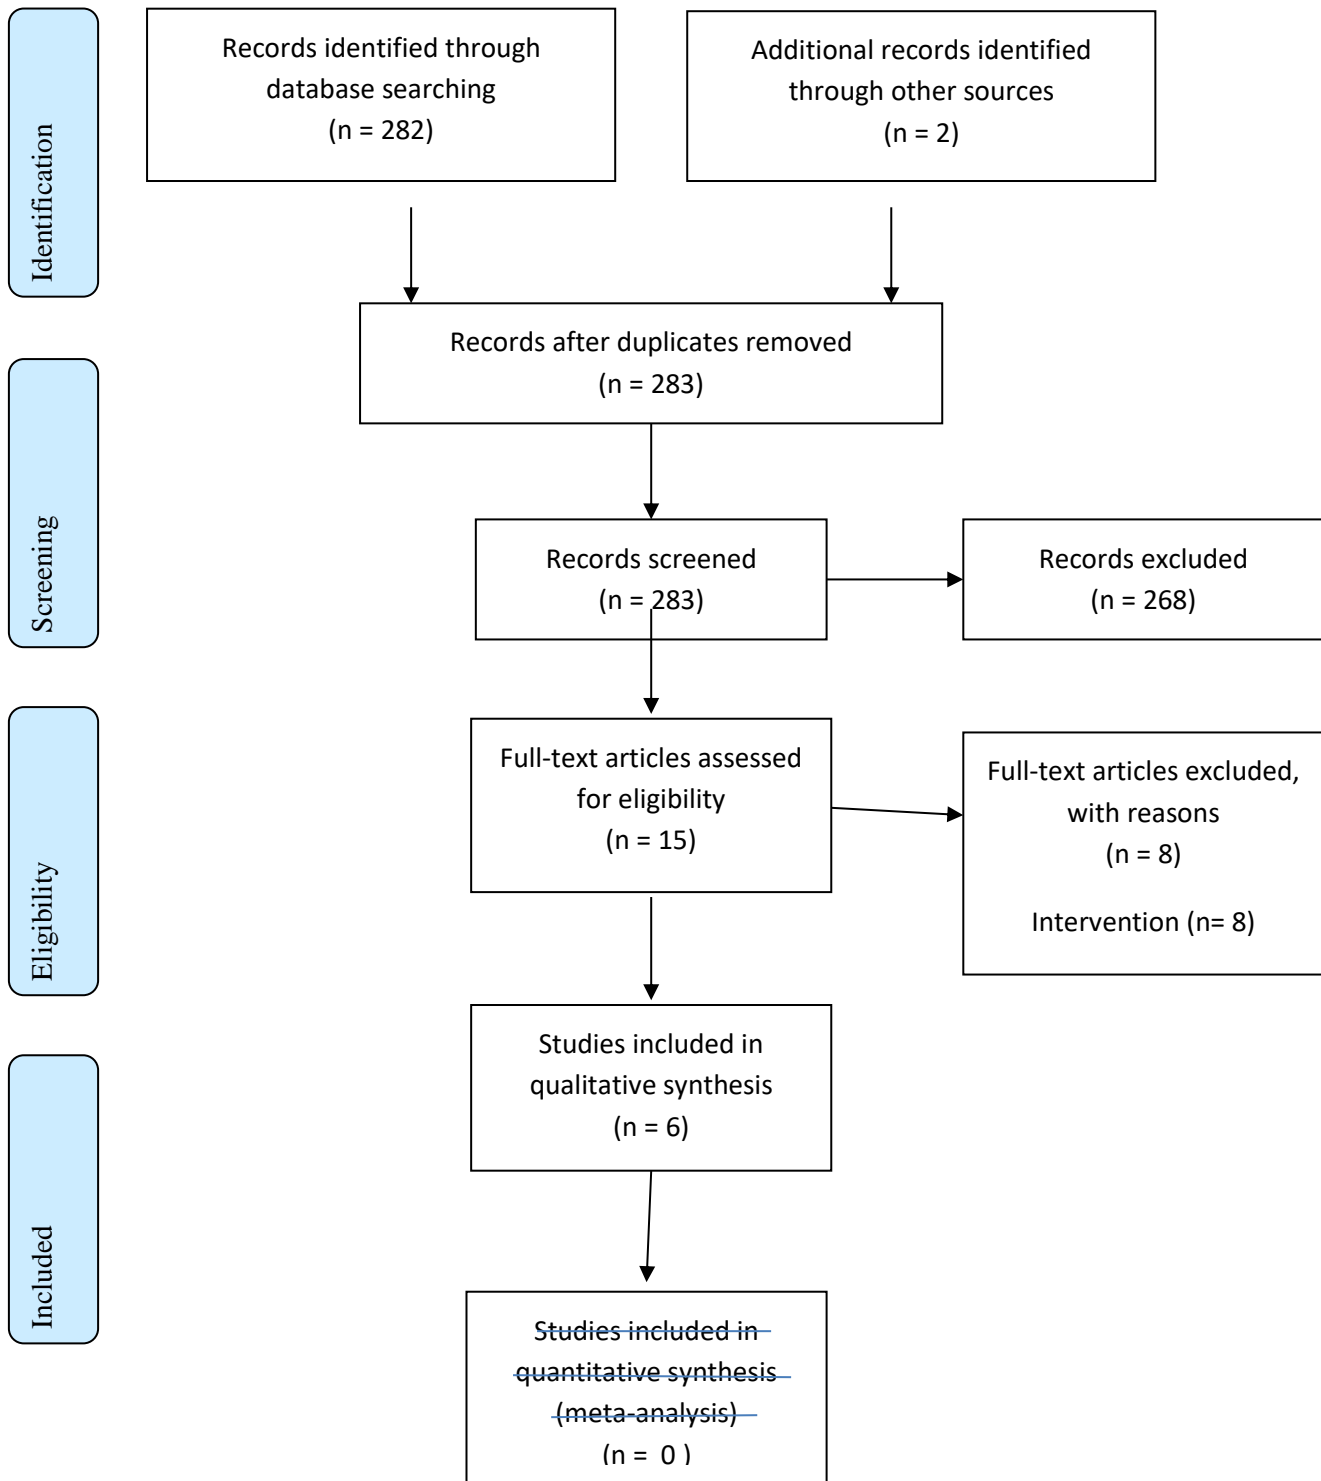 Identification
Records identified through
database searching
(n = 282)
Additional records identified
through other sources
(n = 2)
Records after duplicates removed
(n = 283)
Screening
Records screened
(n = 283)
Records excluded
(n = 268)
Eligibility
Full-text articles assessed
for eligibility
(n = 15)
Full-text articles excluded,
with reasons
(n = 8)
Intervention (n= 8)
Included
Studies included in
qualitative synthesis
(n = 6)
Studies included in
quantitative synthesis
(meta-analysis)
(n = 0 )